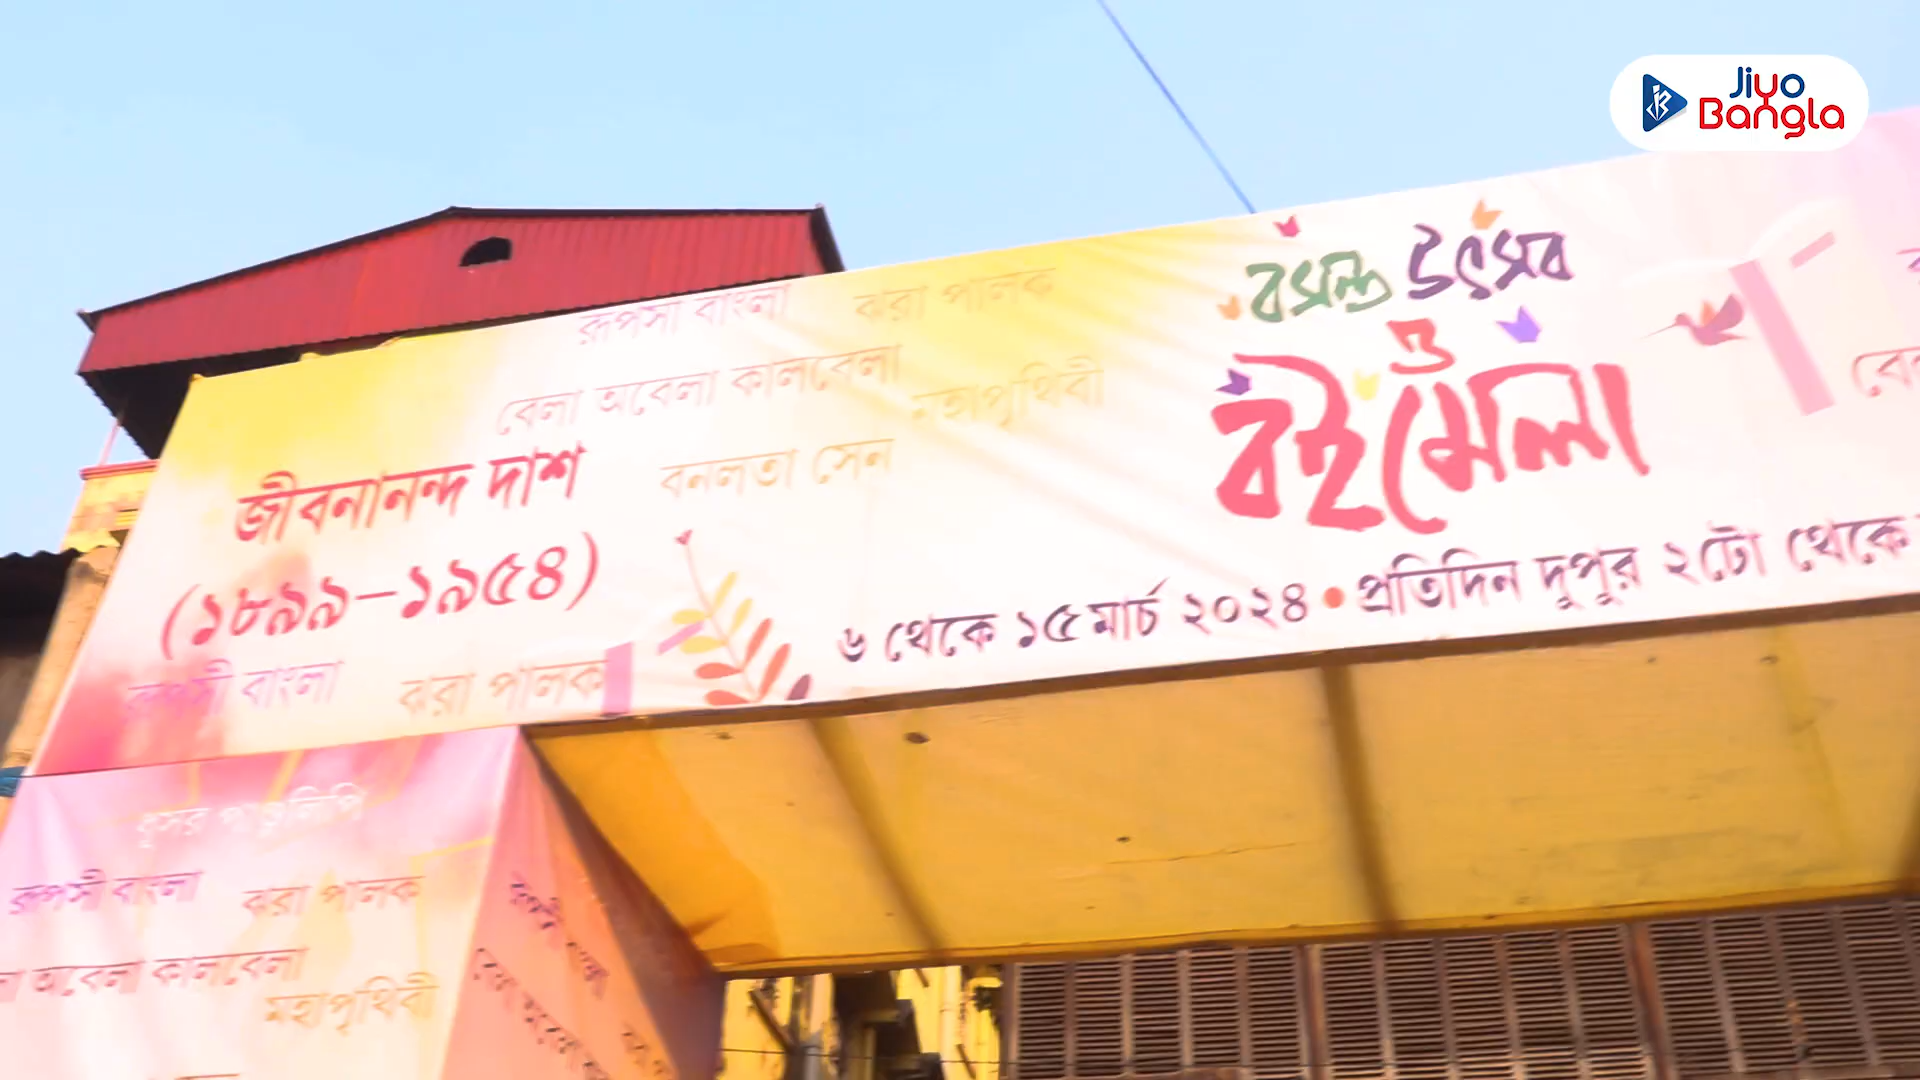 Jiyo
Bangla
বসন্ত উৎসব
ও
বইমেলা
রূপসী বাংলা ঝরা পালক
বেলা অবেলা কালবেলা
মহাপৃথিবী
জীবনানন্দ দাশ
বনলতা সেন
(১৮৯৯-১৯৫৪)
৬ থেকে ১৫ মার্চ ২০২৪ • প্রতিদিন দুপুর ২টো থেকে
রূপসী বাংলা ঝরা পালক
ধূসর পাণ্ডুলিপি
রূপসী বাংলা ঝরা পালক
অবেলা কালবেলা
মহাপৃথিবী